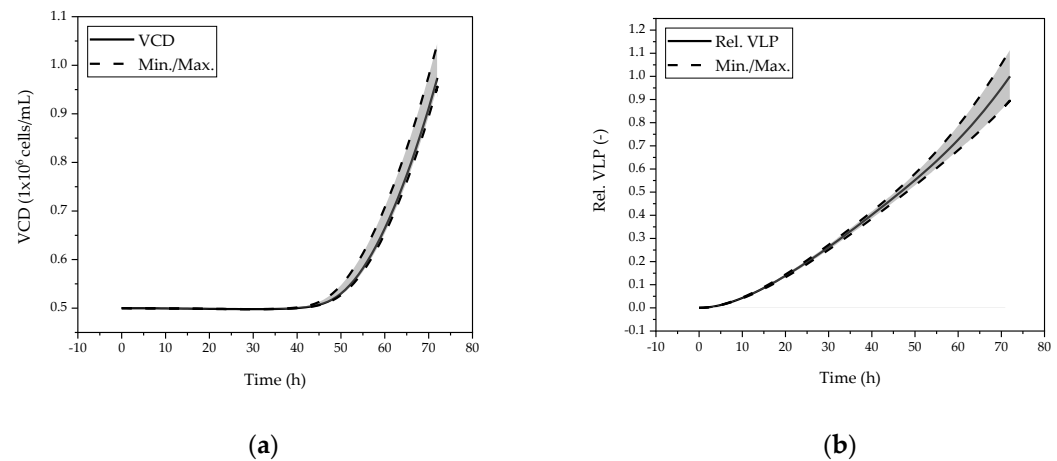 1.1
1.0
0.9
0.8
0.7
0.6
0.5
VCD (1x10⁶ cells/mL)
VCD
Min./Max.
-10 0 10 20 30 40 50 60 70 80
Time (h)
(a)
1.2
1.1
1.0
0.9
0.8
0.7
0.6
0.5
0.4
0.3
0.2
0.1
0.0
-0.1
Rel. VLP (-)
Rel. VLP
Min./Max.
-10 0 10 20 30 40 50 60 70 80
Time (h)
(b)